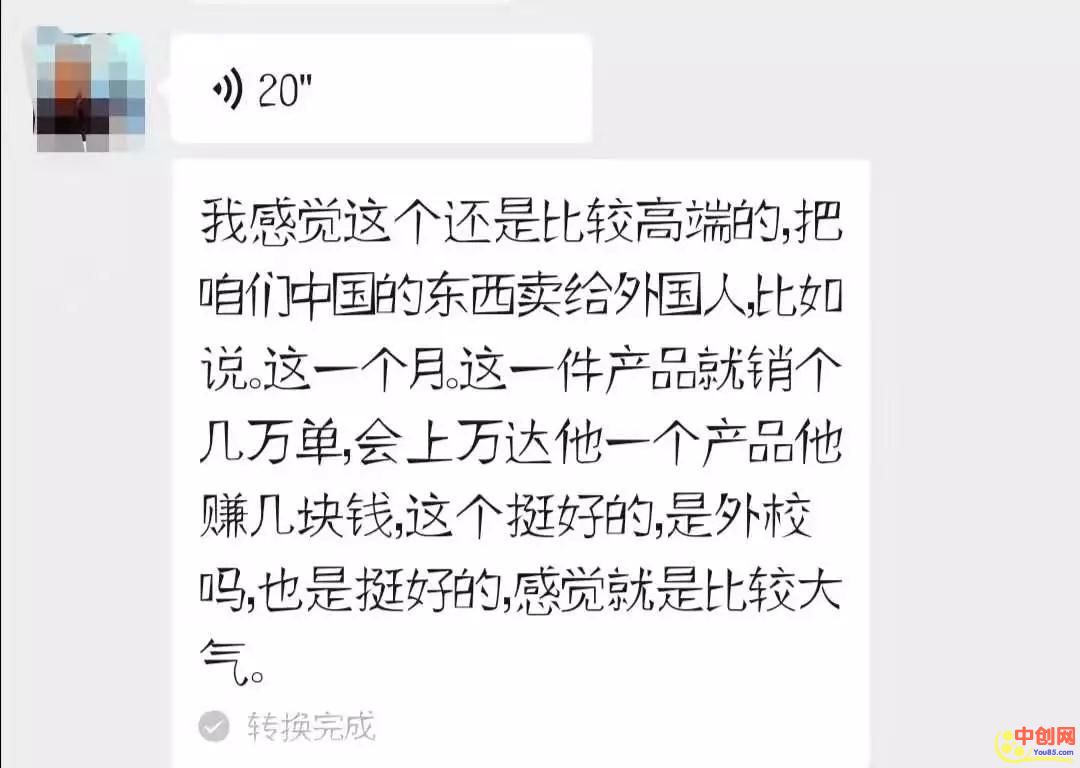 20"
我感觉这个还是比较高端的,把
咱们中国的东西卖给外国人,比如
说。这一个月。这一件产品就销个
几万单,会上万达他一个产品他
赚几块钱,这个挺好的,是外校
吗,也是挺好的,感觉就是比较大
气。
转换完成
中创网
You85.com